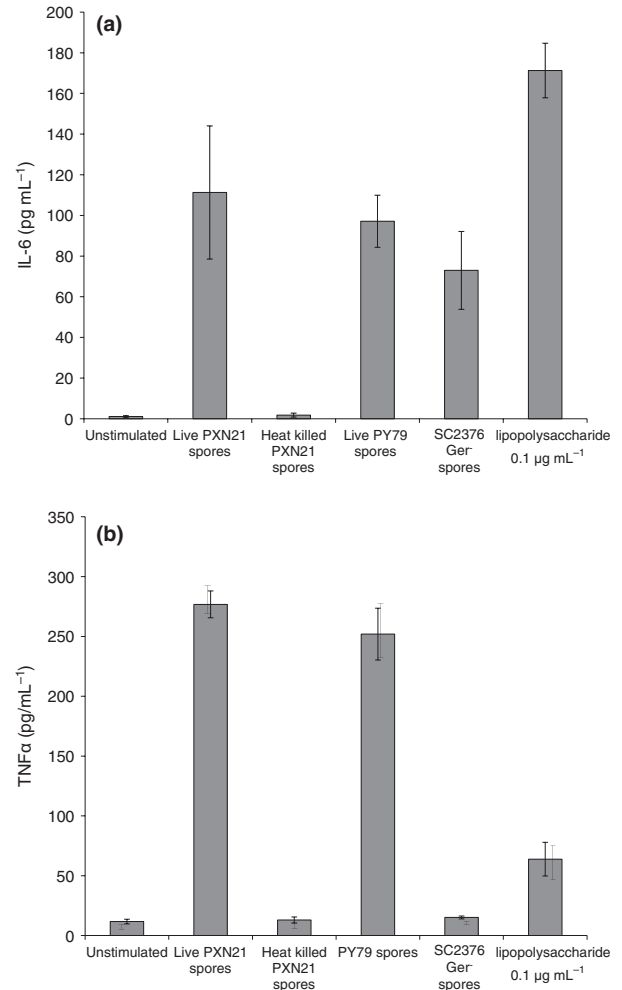 (a)
200
180
160
140
120
100
80
60
40
20
0
IL-6 (pg mL⁻¹)
Unstimulated Live PXN21 Heat killed Live PY79 SC2376 lipopolysaccharide
spores PXN21 spores Ger⁻ 0.1 µg mL⁻¹
spores spores
(b)
350
300
250
200
150
100
50
0
TNFα (pg/mL⁻¹)
Unstimulated Live PXN21 Heat killed PY79 spores SC2376 lipopolysaccharide
spores PXN21 Ger⁻ 0.1 µg mL⁻¹
spores spores